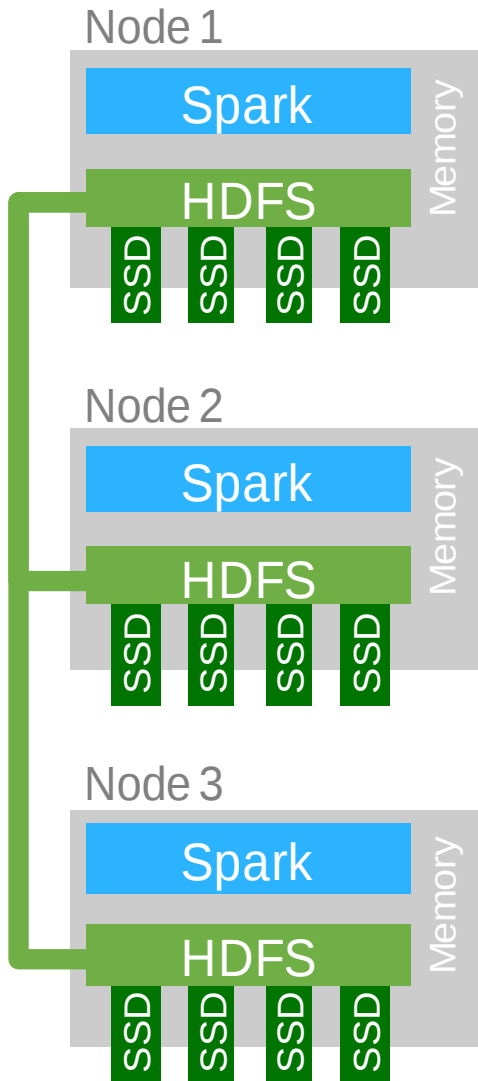 Node 1
Spark
Memory
HDFS
SSD SSD SSD SSD
Node 2
Spark
Memory
HDFS
SSD SSD SSD SSD
Node 3
Spark
Memory
HDFS
SSD SSD SSD SSD